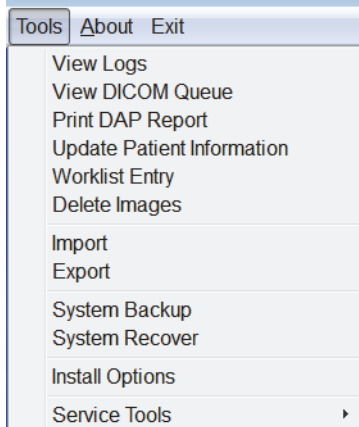 Tools About Exit
View Logs
View DICOM Queue
Print DAP Report
Update Patient Information
Worklist Entry
Delete Images
Import
Export
System Backup
System Recover
Install Options
Service Tools